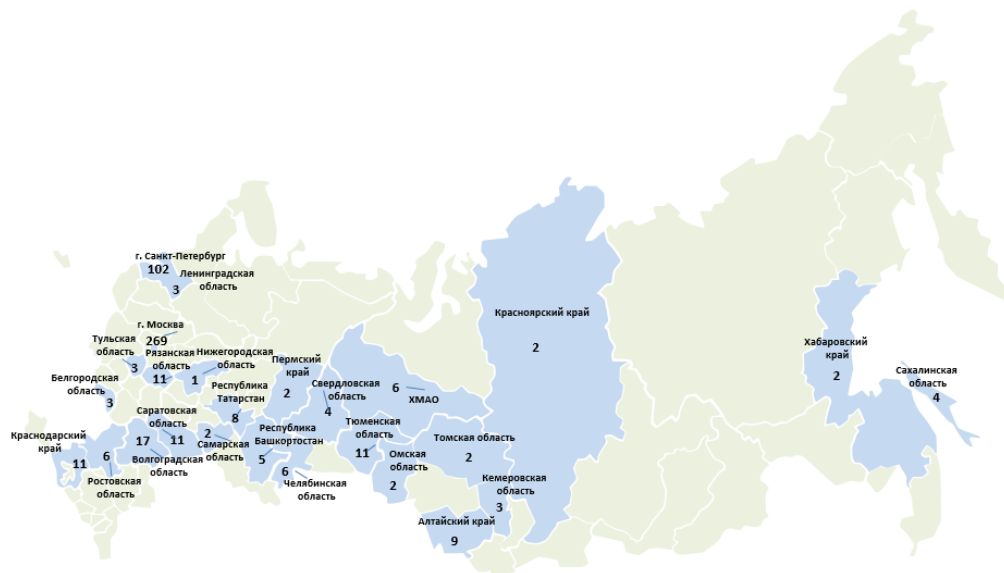 г. Санкт-Петербург
102
Ленинградская
область
3
г. Москва
269
Тульская
область
3
Рязанская
область
11
Нижегородская
область
1
Белгородская
область
3
Пермский
край
2
Свердловская
область
4
6
ХМАО
Республика
Татарстан
8
Саратовская
область
11
17
Волгоградская
область
2
Самарская
область
Республика
Башкортостан
5
6
Челябинская
область
Краснодарский
край
11
6
Ростовская
область
Тюменская
область
11
Омская
область
2
Томская область
2
Кемеровская
область
3
Алтайский край
9
Красноярский край
2
Хабаровский
край
2
Сахалинская
область
4